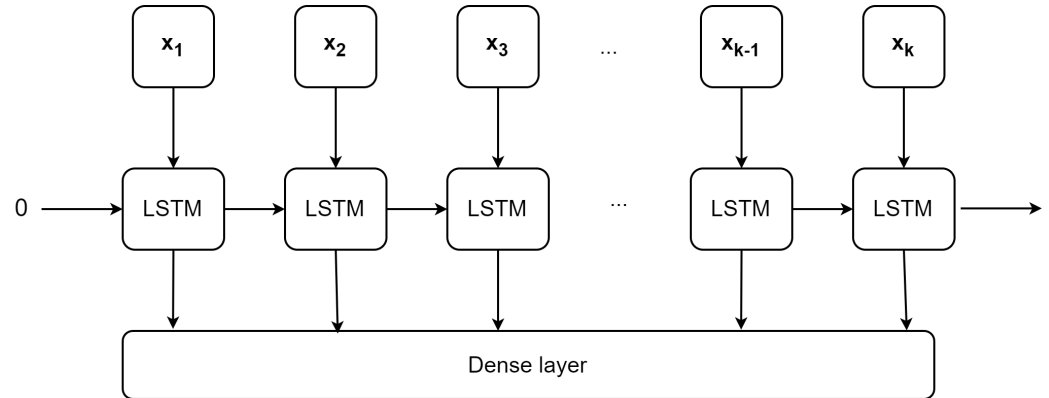 x1 x2 x3 ... xk-1 xk
0 LSTM LSTM LSTM ... LSTM LSTM
Dense layer